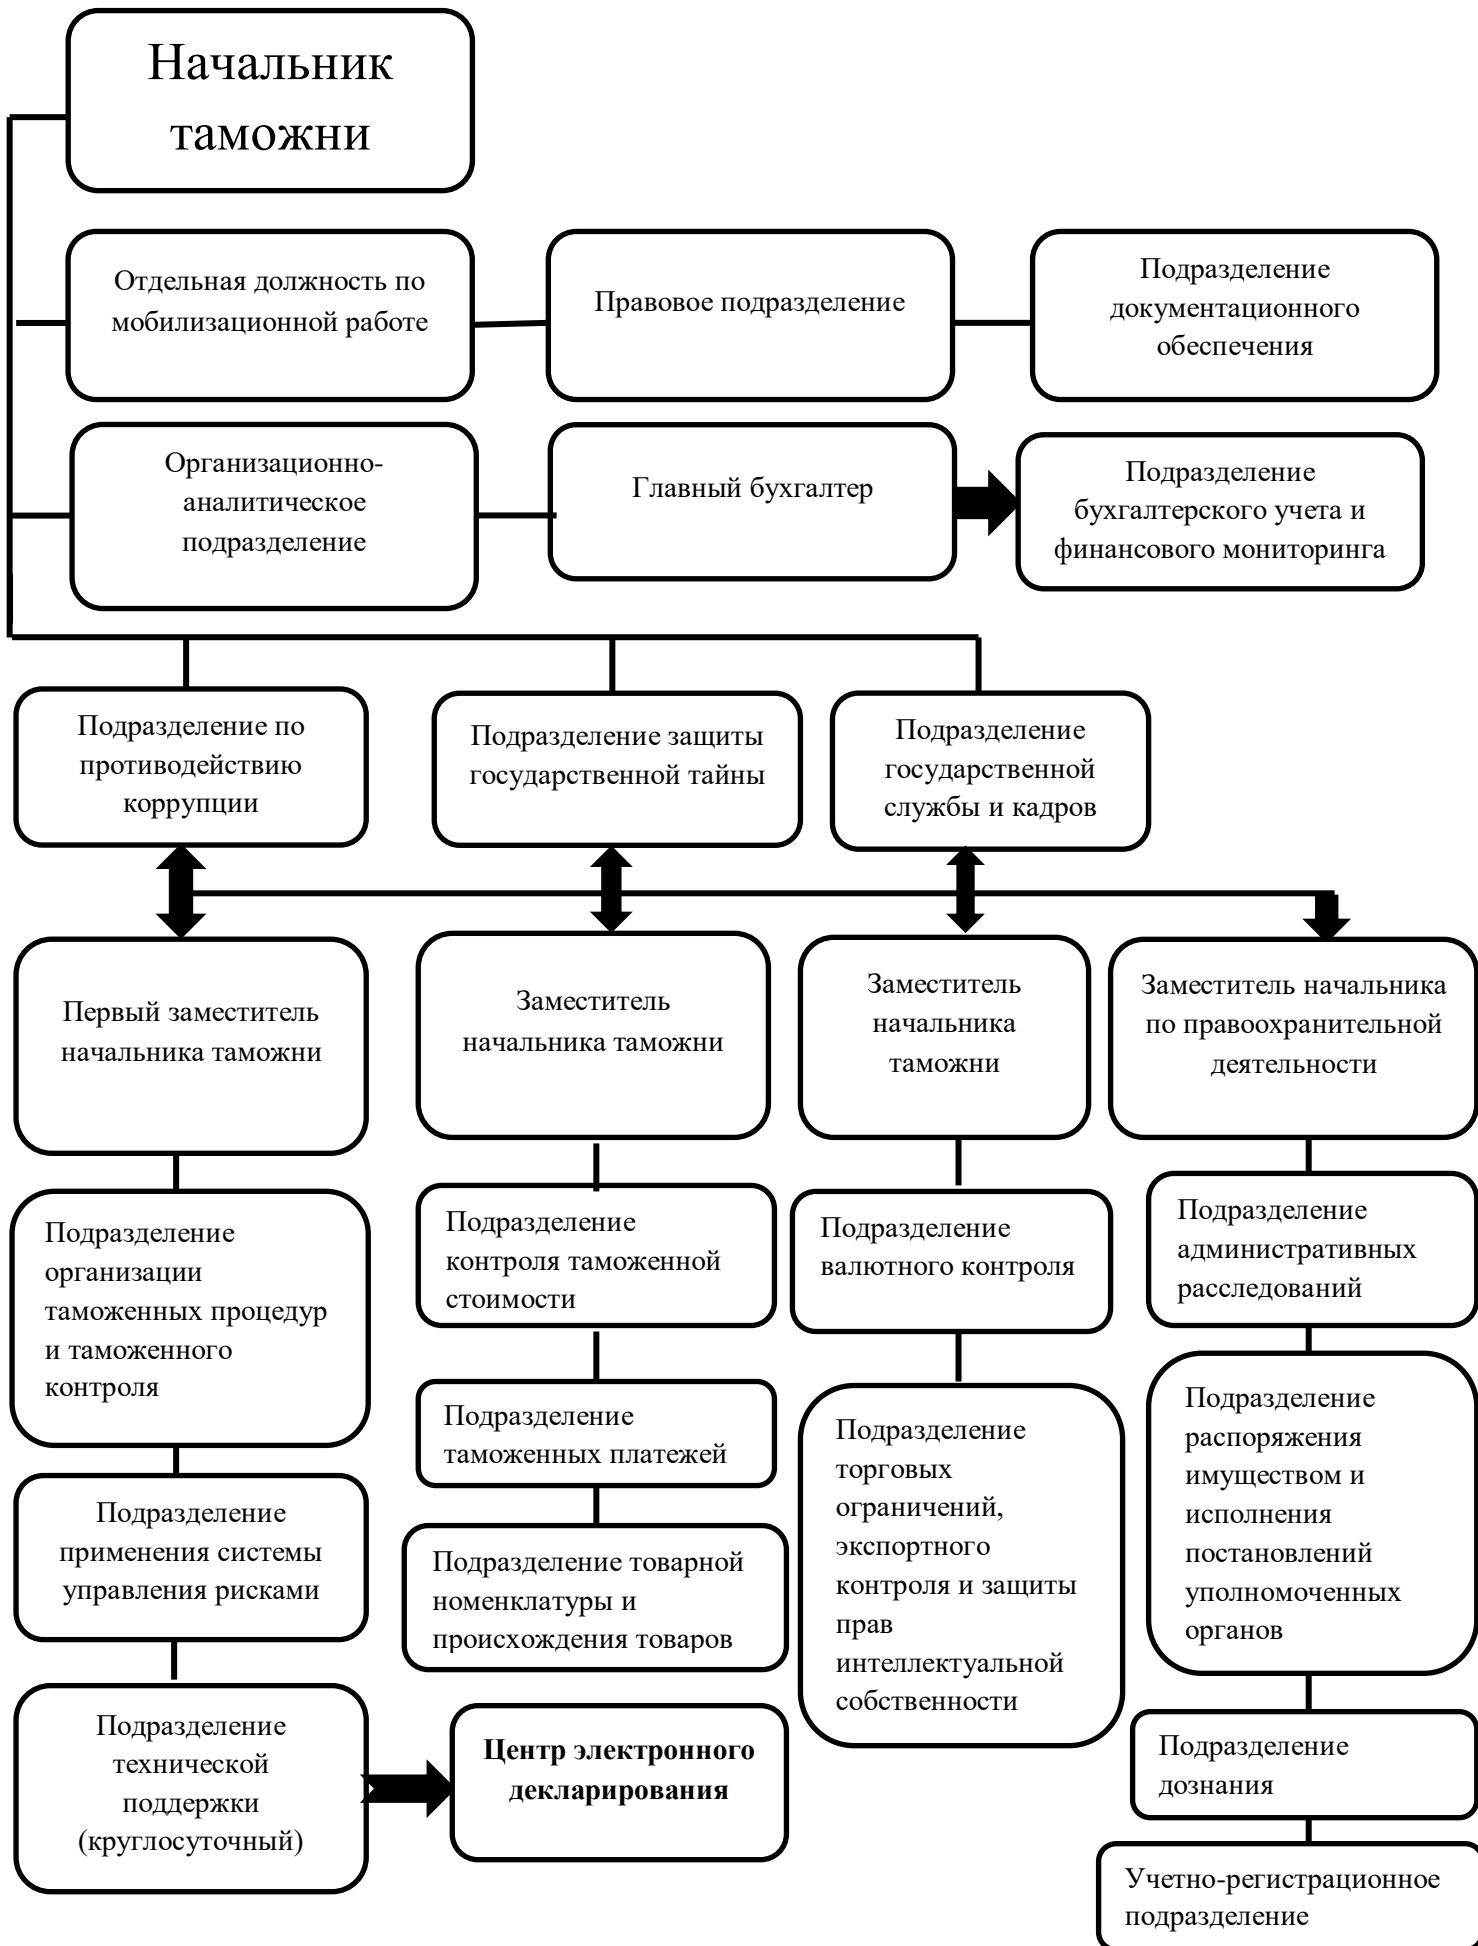 Начальник
таможни
Отдельная должность по
мобилизационной работе
Правовое подразделение
Подразделение
документационного
обеспечения
Организационно-
аналитическое
подразделение
Главный бухгалтер
Подразделение
бухгалтерского учета и
финансового мониторинга
Подразделение по
противодействию
коррупции
Подразделение защиты
государственной тайны
Подразделение
государственной
службы и кадров
Первый заместитель
начальника таможни
Заместитель
начальника таможни
Заместитель
начальника
таможни
Заместитель начальника
по правоохранительной
деятельности
Подразделение
организации
таможенных процедур
и таможенного
контроля
Подразделение
контроля таможенной
стоимости
Подразделение
валютного контроля
Подразделение
административных
расследований
Подразделение
применения системы
управления рисками
Подразделение
таможенных платежей
Подразделение товарной
номенклатуры и
происхождения товаров
Подразделение
торговых
ограничений,
экспортного
контроля и защиты
прав
интеллектуальной
собственности
Подразделение
распоряжения
имуществом и
исполнения
постановлений
уполномоченных
органов
Подразделение
технической
поддержки
(круглосуточный)
Центр электронного
декларирования
Подразделение
дознания
Учетно-регистрационное
подразделение